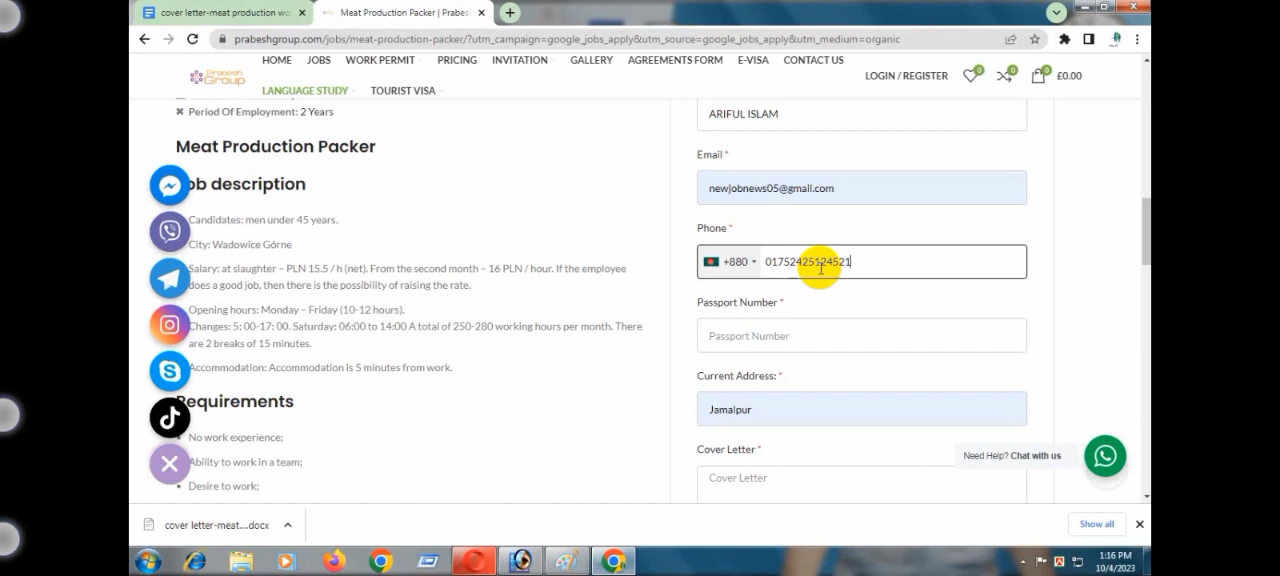 cover letter-meat production wo
Meat Production Packer | Prabesh
prabeshgroup.com/jobs/meat-production-packer/?utm_campaign=google_jobs_apply&utm_source=google_jobs_apply&utm_medium=organic
Prabesh Group
HOME JOBS WORK PERMIT PRICING INVITATION GALLERY AGREEMENTS FORM E-VISA CONTACT US
LANGUAGE STUDY TOURIST VISA
LOGIN / REGISTER 0 0 0 £0.00
Period Of Employment: 2 Years
Meat Production Packer
ob description
Candidates: men under 45 years.
City: Wadowice Górne
Salary: at slaughter – PLN 15.5 / h (net). From the second month – 16 PLN / hour. If the employee
does a good job, then there is the possibility of raising the rate.
Opening hours: Monday – Friday (10-12 hours).
Changes: 5: 00-17: 00. Saturday: 06:00 to 14:00 A total of 250-280 working hours per month. There
are 2 breaks of 15 minutes.
Accommodation: Accommodation is 5 minutes from work.
Requirements
No work experience;
Ability to work in a team;
Desire to work;
ARIFUL ISLAM
Email *
newjobnews05@gmail.com
Phone *
+880 01752425124521
Passport Number *
Passport Number
Current Address: *
Jamalpur
Cover Letter *
Cover Letter
Need Help? Chat with us
cover letter-meat....docx
Show all
1:16 PM
10/4/2023